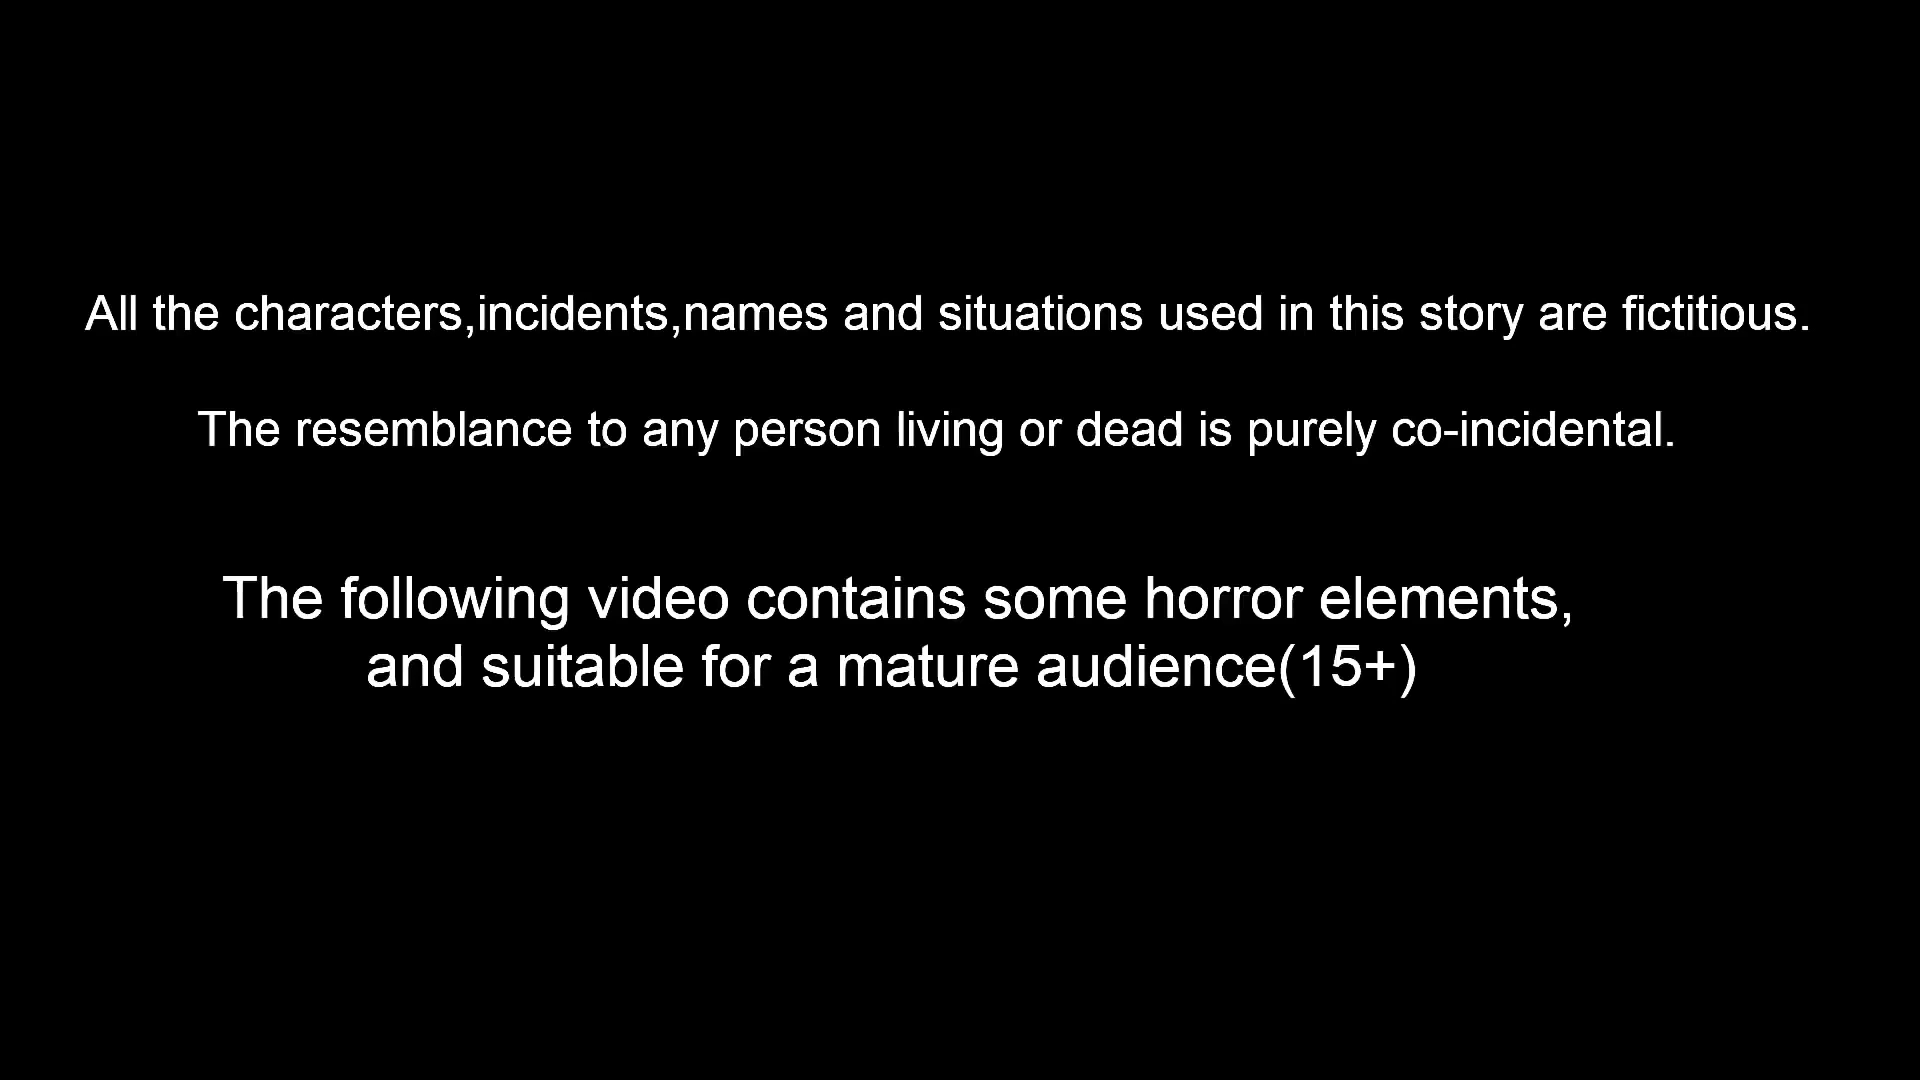 All the characters,incidents,names and situations used in this story are fictitious.
The resemblance to any person living or dead is purely co-incidental.
The following video contains some horror elements,
and suitable for a mature audience(15+)